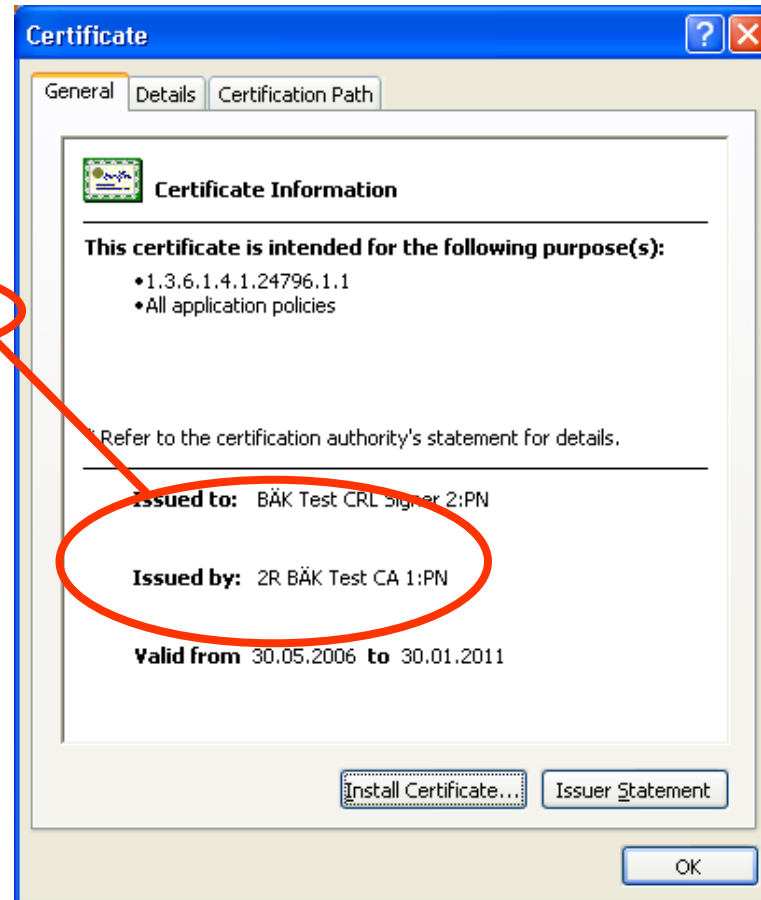 Certificate
General Details Certification Path
Certificate Information
This certificate is intended for the following purpose(s):
•1.3.6.1.4.1.24796.1.1
•All application policies
* Refer to the certification authority's statement for details.
Issued to: BÄK Test CRL Signer 2:PN
Issued by: 2R BÄK Test CA 1:PN
Valid from 30.05.2006 to 30.01.2011
Install Certificate... Issuer Statement
OK